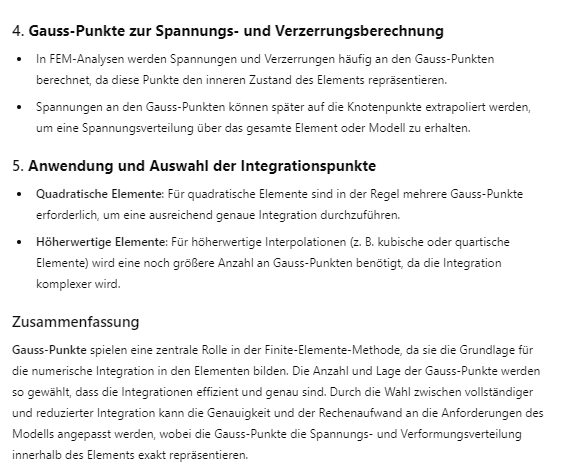 4. Gauss-Punkte zur Spannungs- und Verzerrungsberechnung
• In FEM-Analysen werden Spannungen und Verzerrungen häufig an den Gauss-Punkten
berechnet, da diese Punkte den inneren Zustand des Elements repräsentieren.
• Spannungen an den Gauss-Punkten können später auf die Knotenpunkte extrapoliert werden,
um eine Spannungsverteilung über das gesamte Element oder Modell zu erhalten.
5. Anwendung und Auswahl der Integrationspunkte
• Quadratische Elemente: Für quadratische Elemente sind in der Regel mehrere Gauss-Punkte
erforderlich, um eine ausreichend genaue Integration durchzuführen.
• Höherwertige Elemente: Für höherwertige Interpolationen (z. B. kubische oder quartische
Elemente) wird eine noch größere Anzahl an Gauss-Punkten benötigt, da die Integration
komplexer wird.
Zusammenfassung
Gauss-Punkte spielen eine zentrale Rolle in der Finite-Elemente-Methode, da sie die Grundlage für
die numerische Integration in den Elementen bilden. Die Anzahl und Lage der Gauss-Punkte werden
so gewählt, dass die Integrationen effizient und genau sind. Durch die Wahl zwischen vollständiger
und reduzierter Integration kann die Genauigkeit und der Rechenaufwand an die Anforderungen des
Modells angepasst werden, wobei die Gauss-Punkte die Spannungs- und Verformungsverteilung
innerhalb des Elements exakt repräsentieren.